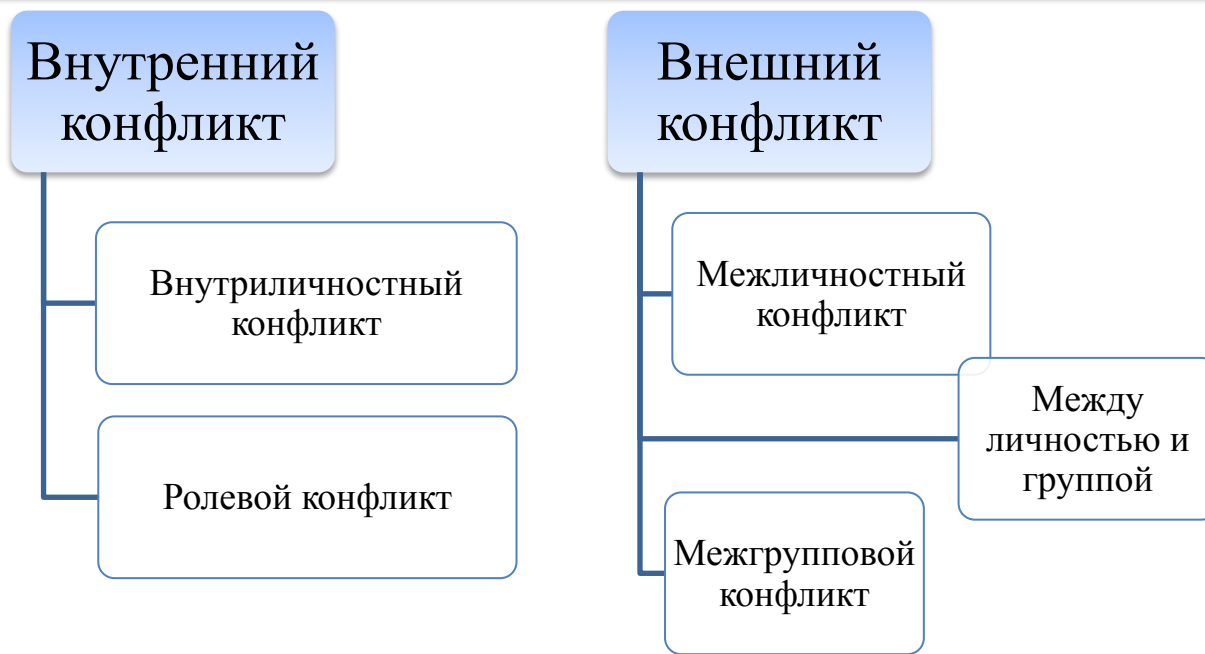 Внутренний
конфликт
Внутриличностный
конфликт
Ролевой конфликт
Внешний
конфликт
Межличностный
конфликт
Между
личностью и
группой
Межгрупповой
конфликт